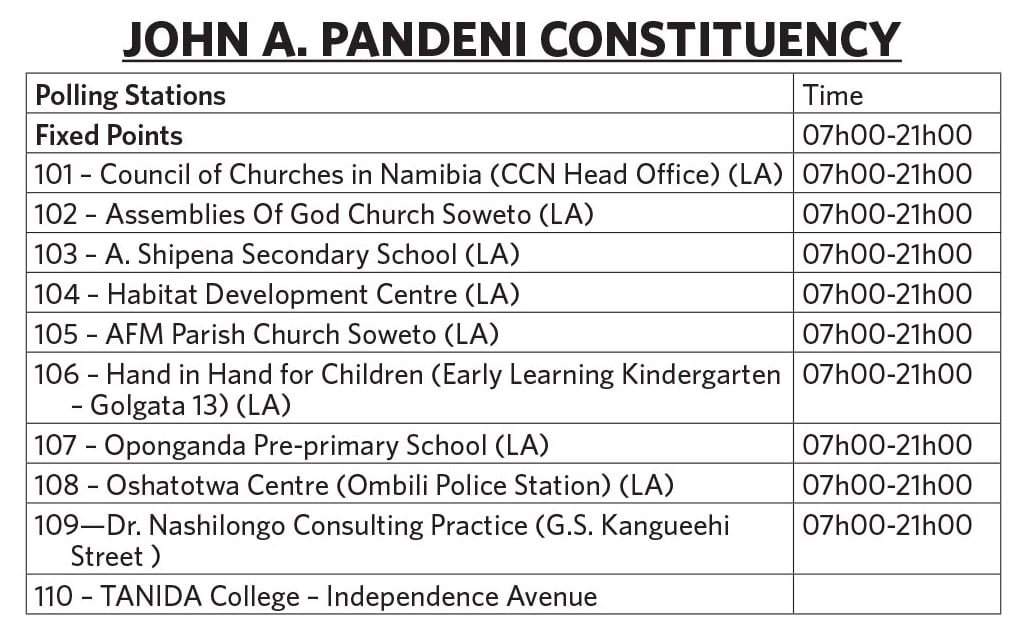 JOHN A. PANDENI CONSTITUENCY
Polling Stations Time
Fixed Points 07h00-21h00
101 – Council of Churches in Namibia (CCN Head Office) (LA) 07h00-21h00
102 – Assemblies Of God Church Soweto (LA) 07h00-21h00
103 – A. Shipena Secondary School (LA) 07h00-21h00
104 – Habitat Development Centre (LA) 07h00-21h00
105 – AFM Parish Church Soweto (LA) 07h00-21h00
106 – Hand in Hand for Children (Early Learning Kindergarten 07h00-21h00
– Golgata 13) (LA)
107 – Oponganda Pre-primary School (LA) 07h00-21h00
108 – Oshatotwa Centre (Ombili Police Station) (LA) 07h00-21h00
109—Dr. Nashilongo Consulting Practice (G.S. Kangueehi 07h00-21h00
Street )
110 – TANIDA College – Independence Avenue